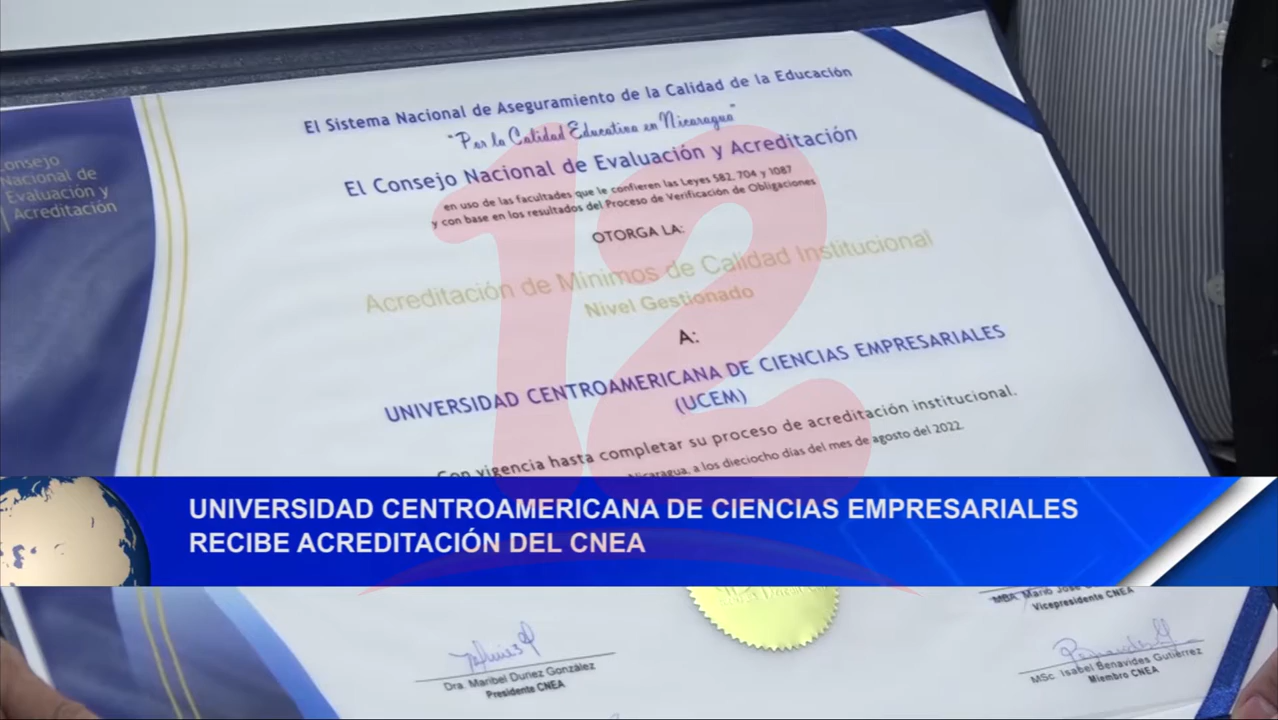 Consejo
Nacional de
Evaluación y
Acreditación
El Sistema Nacional de Aseguramiento de la Calidad de la Educación
"Por la Calidad Educativa en Nicaragua"
El Consejo Nacional de Evaluación y Acreditación
en uso de las facultades que le confieren las Leyes 582, 704 y 1087
y con base en los resultados del Proceso de Verificación de Obligaciones
OTORGA LA:
Acreditación de Mínimos de Calidad Institucional
Nivel Gestionado
A:
UNIVERSIDAD CENTROAMERICANA DE CIENCIAS EMPRESARIALES
(UCEM)
Con vigencia hasta completar su proceso de acreditación institucional.
Nicaragua, a los dieciocho días del mes de agosto del 2022.
12
UNIVERSIDAD CENTROAMERICANA DE CIENCIAS EMPRESARIALES
RECIBE ACREDITACIÓN DEL CNEA
MBA. Mario José
Vicepresidente CNEA
Dra. Maribel Duriez González
Presidente CNEA
MSc. Isabel Benavides Gutiérrez
Miembro CNEA